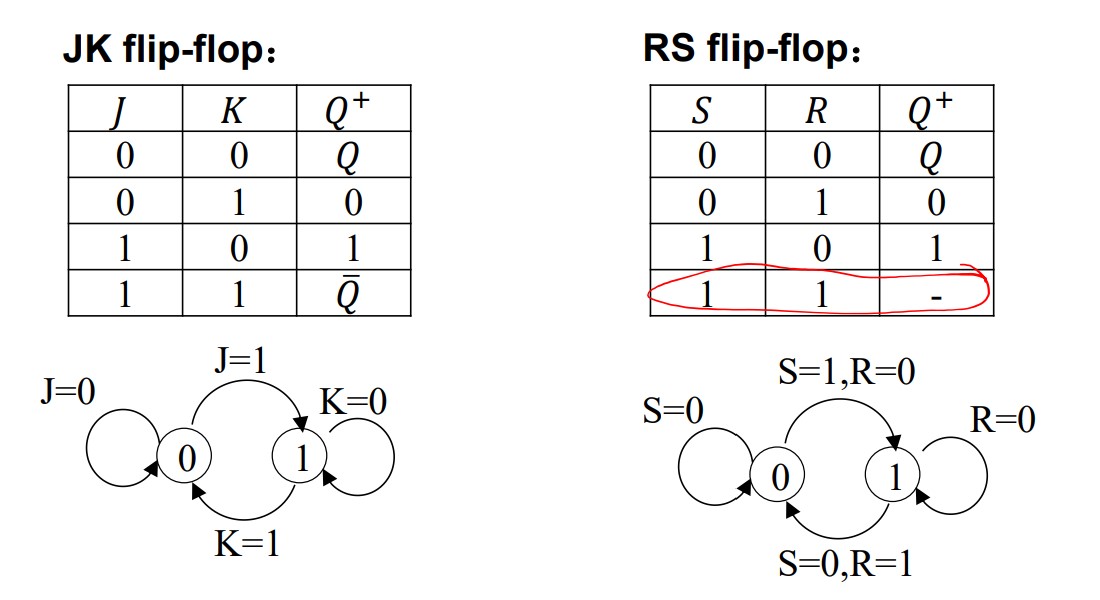 JK flip-flop：
J K Q⁺
0 0 Q
0 1 0
1 0 1
1 1 Q̅
J=1
J=0
K=0
0 1
K=1
RS flip-flop：
S R Q⁺
0 0 Q
0 1 0
1 0 1
1 1 -
S=1,R=0
S=0
R=0
0 1
S=0,R=1